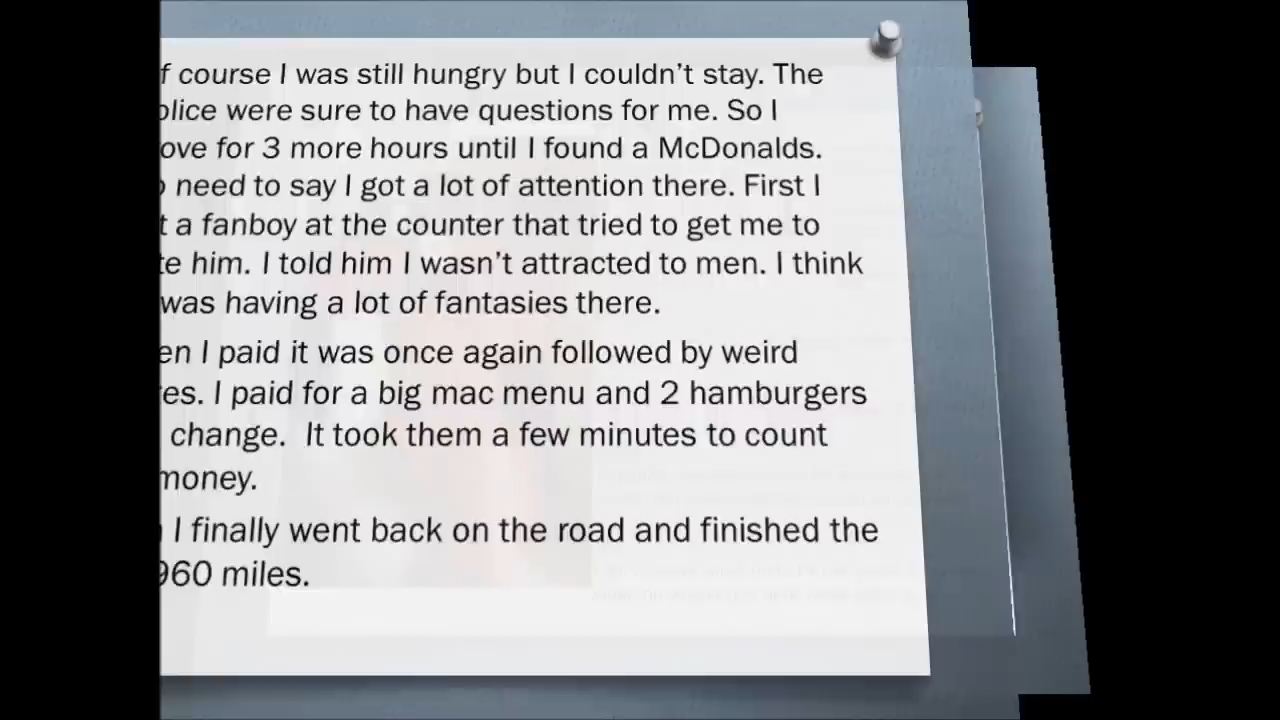 f course I was still hungry but I couldn't stay. The
olice were sure to have questions for me. So I
ove for 3 more hours until I found a McDonalds.
need to say I got a lot of attention there. First I
t a fanboy at the counter that tried to get me to
te him. I told him I wasn't attracted to men. I think
was having a lot of fantasies there.
en I paid it was once again followed by weird
res. I paid for a big mac menu and 2 hamburgers
change. It took them a few minutes to count
money.
I finally went back on the road and finished the
960 miles.